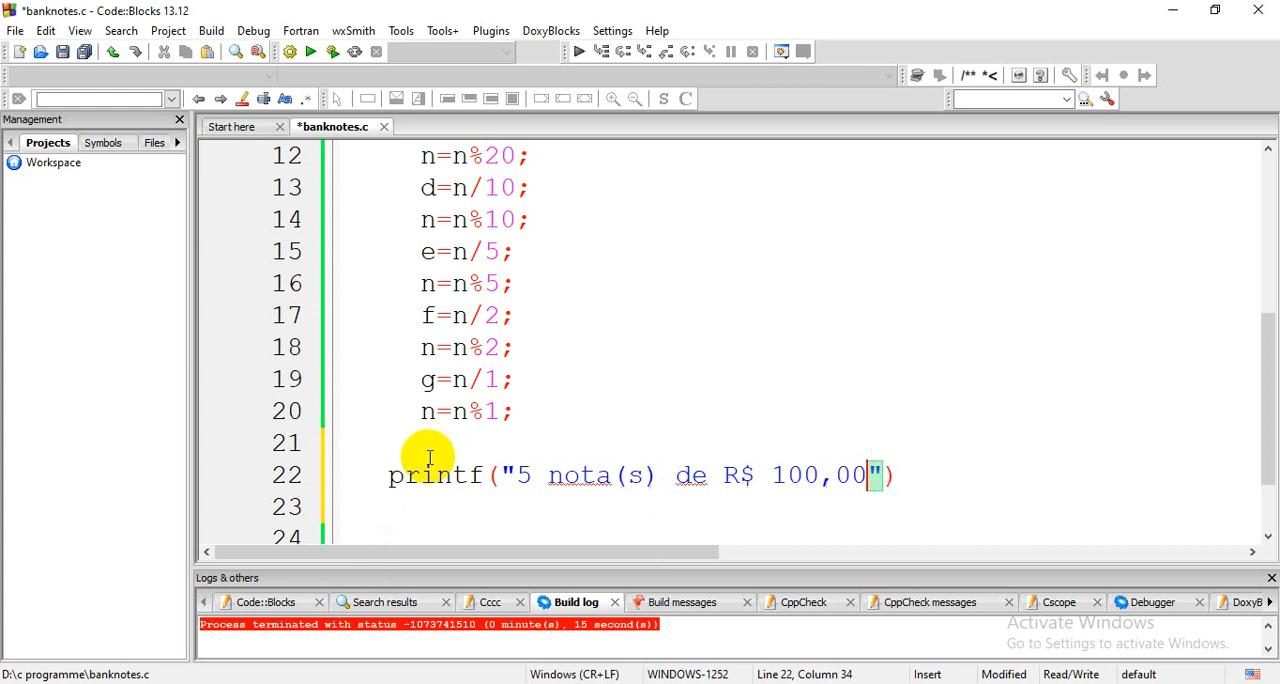 *banknotes.c - Code::Blocks 13.12
File Edit View Search Project Build Debug Fortran wxSmith Tools Tools+ Plugins DoxyBlocks Settings Help
/** *<
Management
Start here *banknotes.c
Projects Symbols Files
Workspace
12 n=n%20;
13 d=n/10;
14 n=n%10;
15 e=n/5;
16 n=n%5;
17 f=n/2;
18 n=n%2;
19 g=n/1;
20 n=n%1;
21
22 printf("5 nota(s) de R$ 100,00")
23
24
Logs & others
Code::Blocks Search results Cccc Build log Build messages CppCheck CppCheck messages Cscope Debugger DoxyB
Process terminated with status -1073741510 (0 minute(s), 15 second(s))
Activate Windows
Go to Settings to activate Windows.
D:\c programme\banknotes.c Windows (CR+LF) WINDOWS-1252 Line 22, Column 34 Insert Modified Read/Write default